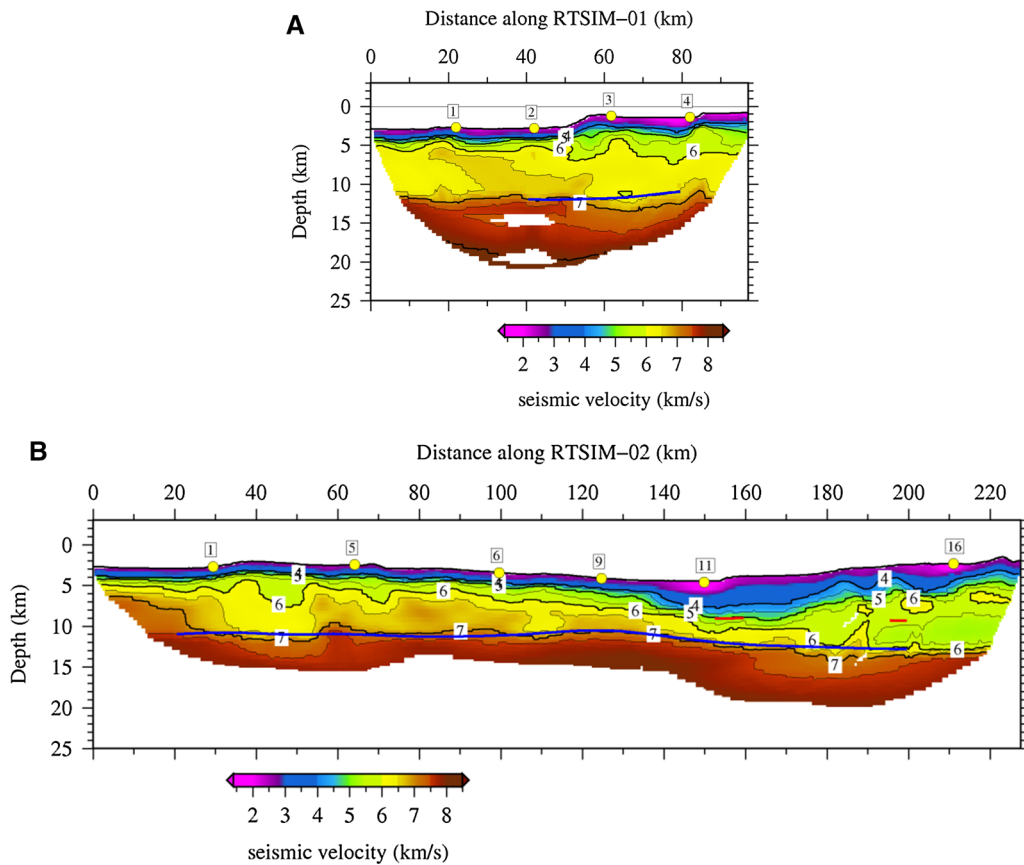 A
Distance along RTSIM−01 (km)
0 20 40 60 80
1 2 3 4
0
5
10
15
20
25
Depth (km)
5 4
6 6
7
2 3 4 5 6 7 8
seismic velocity (km/s)
B
Distance along RTSIM−02 (km)
0 20 40 60 80 100 120 140 160 180 200 220
1 5 6 9 11 16
0
5
10
15
20
25
Depth (km)
4 4 5 4 4
5 5
6 6 6 6 6 6
7 7 7 7
2 3 4 5 6 7 8
seismic velocity (km/s)